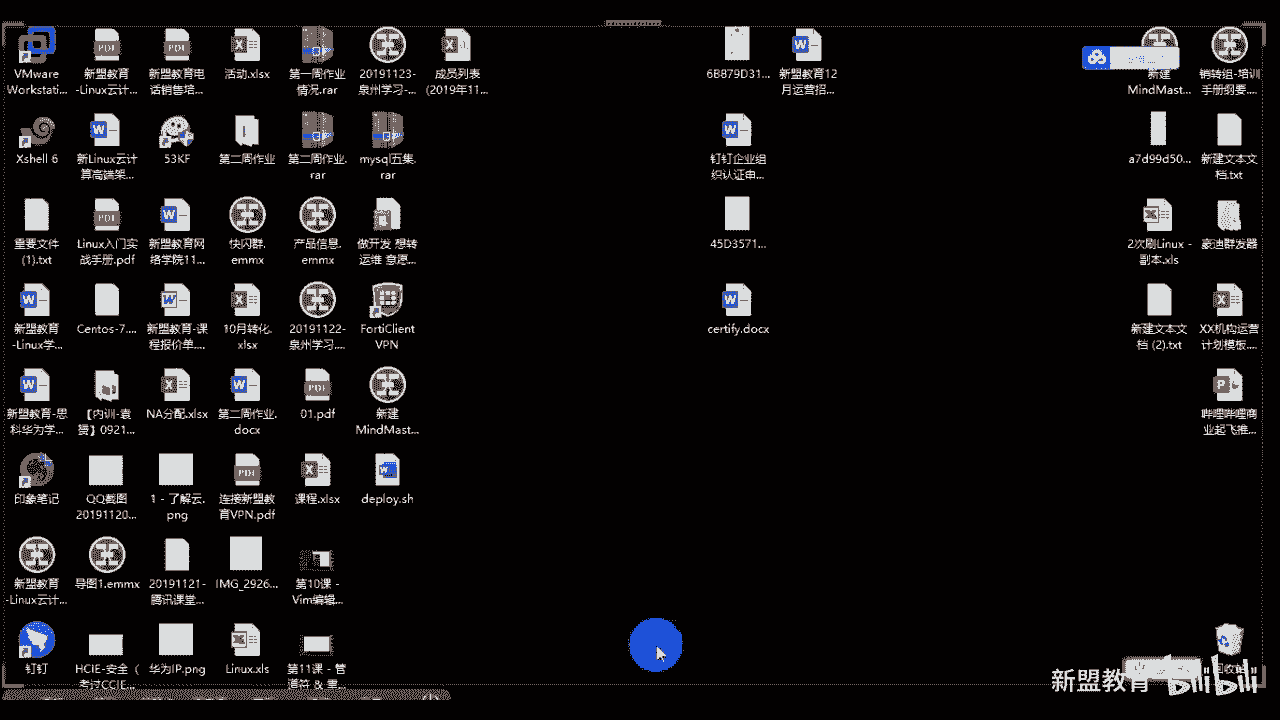 VMware
Workstati...
新盟教育
-Linux云计...
新盟教育电
话销售培...
活动.xlsx
第一周作业
情况.rar
20191123-
泉州学习-...
成员列表
(2019年11...
6B879D31...
新盟教育12
月运营招...
新建
MindMast...
销转组-培训
手册纲要....
Xshell 6
新Linux云计
算高端架...
53KF
第二周作业
第二周作业.
rar
mysql五集.
rar
钉钉企业组
织认证申...
a7d99d50...
新建文本文
档.txt
重要文件
(1).txt
Linux入门实
战手册.pdf
新盟教育网
络学院11...
快闪群.
emmx
产品信息.
emmx
做开发 想转
运维 意愿...
45D3571...
2次刷Linux -
副本.xls
豪迪群发器
新盟教育
-Linux学...
Centos-7....
新盟教育-课
程报价单....
10月转化.
xlsx
20191122-
泉州学习....
FortiClient
VPN
certify.docx
新建文本文
档 (2).txt
XX机构运营
计划模板....
新盟教育-思
科华为学...
【内训-袁
赟】0921...
NA分配.xlsx
第二周作业.
docx
01.pdf
新建
MindMast...
哔哩哔哩商
业起飞推...
印象笔记
QQ截图
20191120...
1 - 了解云.
png
连接新盟教
育VPN.pdf
课程.xlsx
deploy.sh
新盟教育
-Linux云计...
导图1.emmx
20191121-
腾讯课堂...
IMG_2926...
第10课 -
Vim编辑...
钉钉
HCIE-安全（
考试CCIE...
华为IP.png
Linux.xls
第11课 - 管
道符 & 重...
新盟教育
bilibili